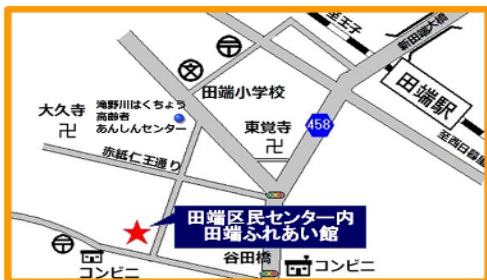 至王子
新田端大橋
田端駅
至西日暮里
田端小学校
458
大久寺
滝野川はくちょう
高齢者
あんしんセンター
東覚寺
赤紙仁王通り
田端区民センター内
田端ふれあい館
谷田橋
コンビニ
コンビニ